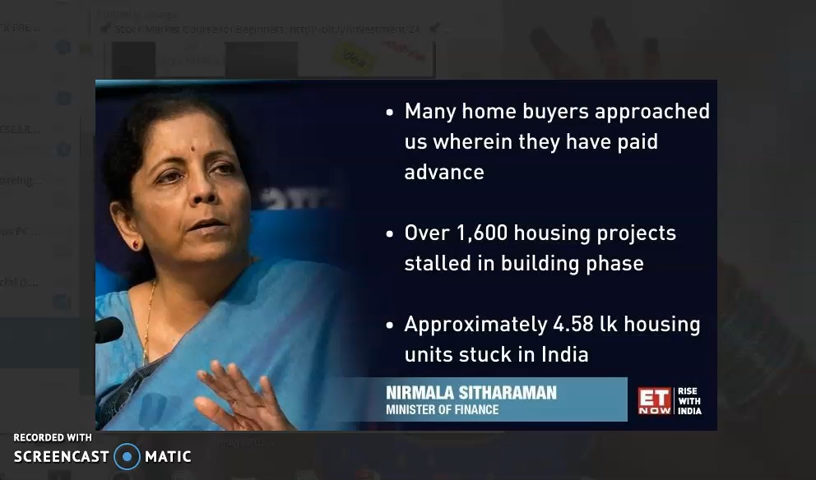 Many home buyers approached
us wherein they have paid
advance
Over 1,600 housing projects
stalled in building phase
Approximately 4.58 lk housing
units stuck in India
NIRMALA SITHARAMAN
MINISTER OF FINANCE
ET
NOW
RISE
WITH
INDIA
RECORDED WITH
SCREENCAST MATIC